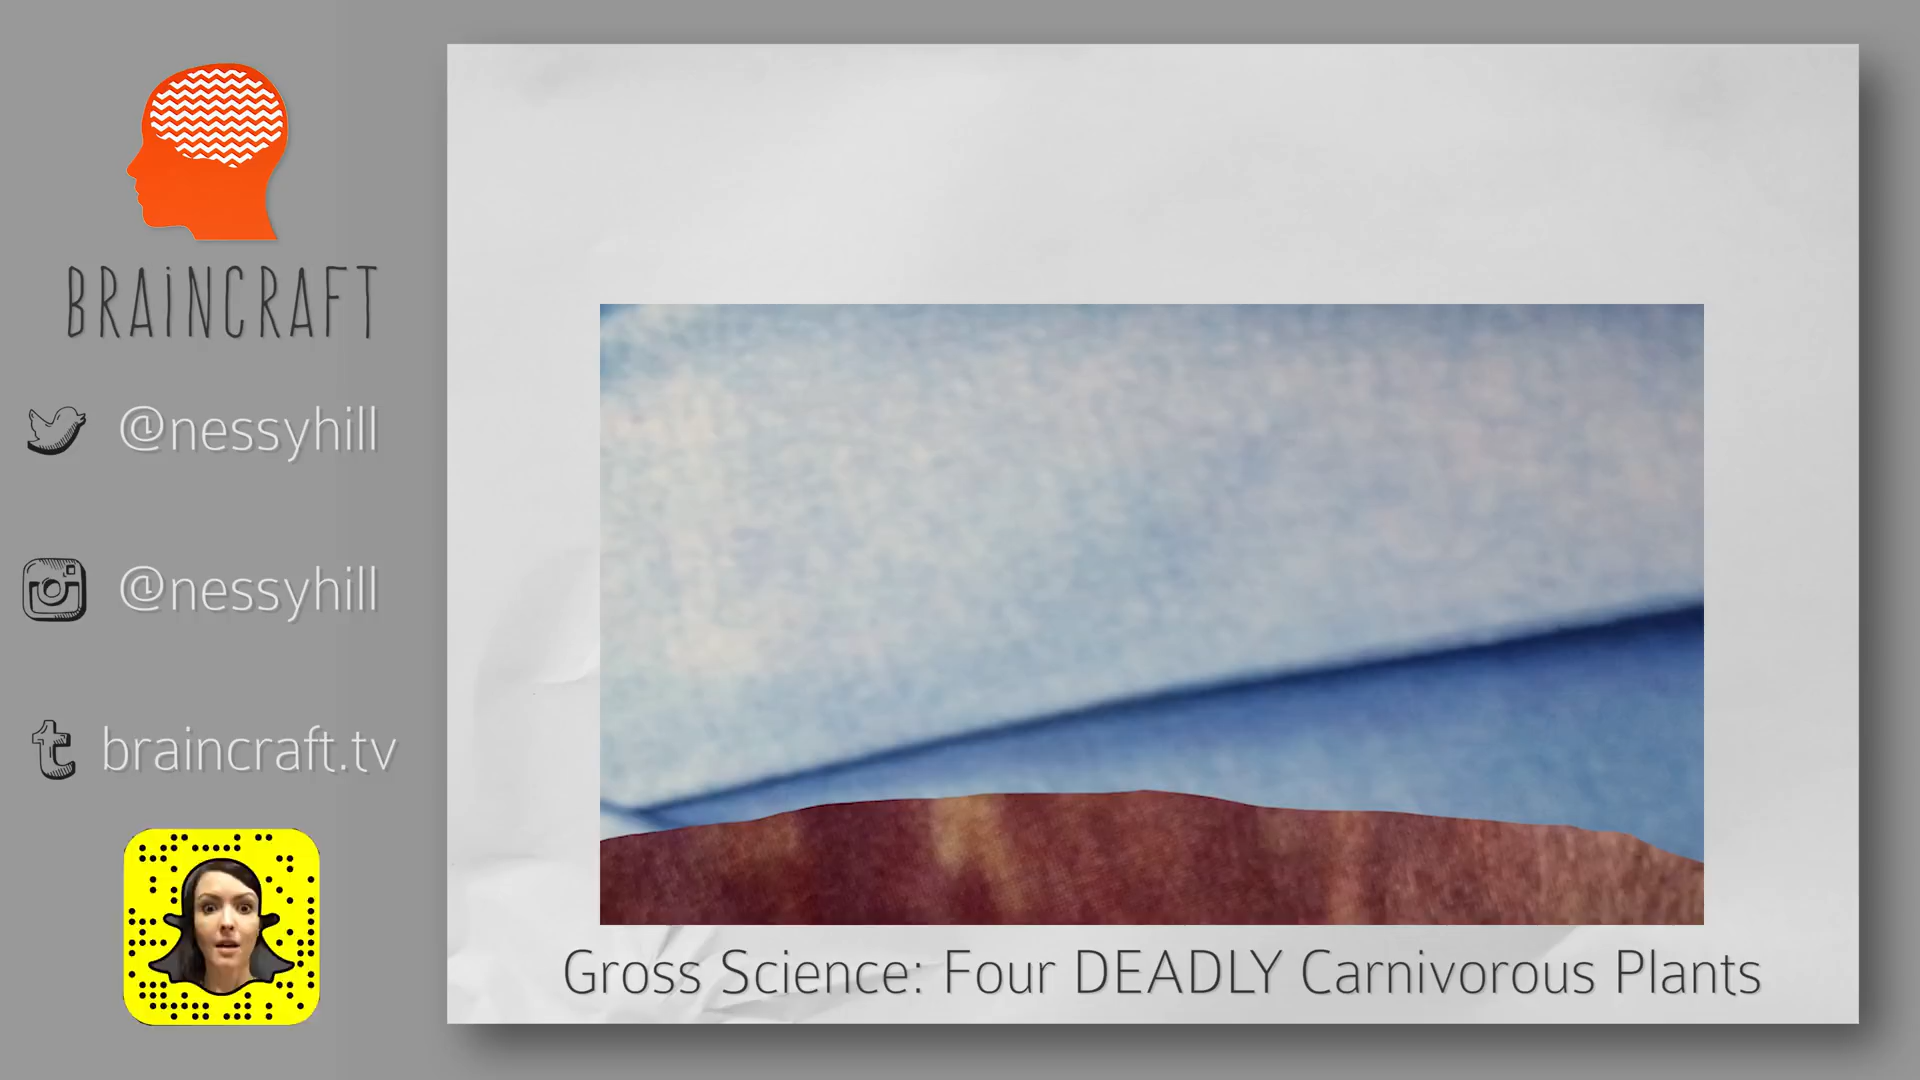 BRAiNCRAFT
@nessyhill
@nessyhill
braincraft.tv
Gross Science: Four DEADLY Carnivorous Plants